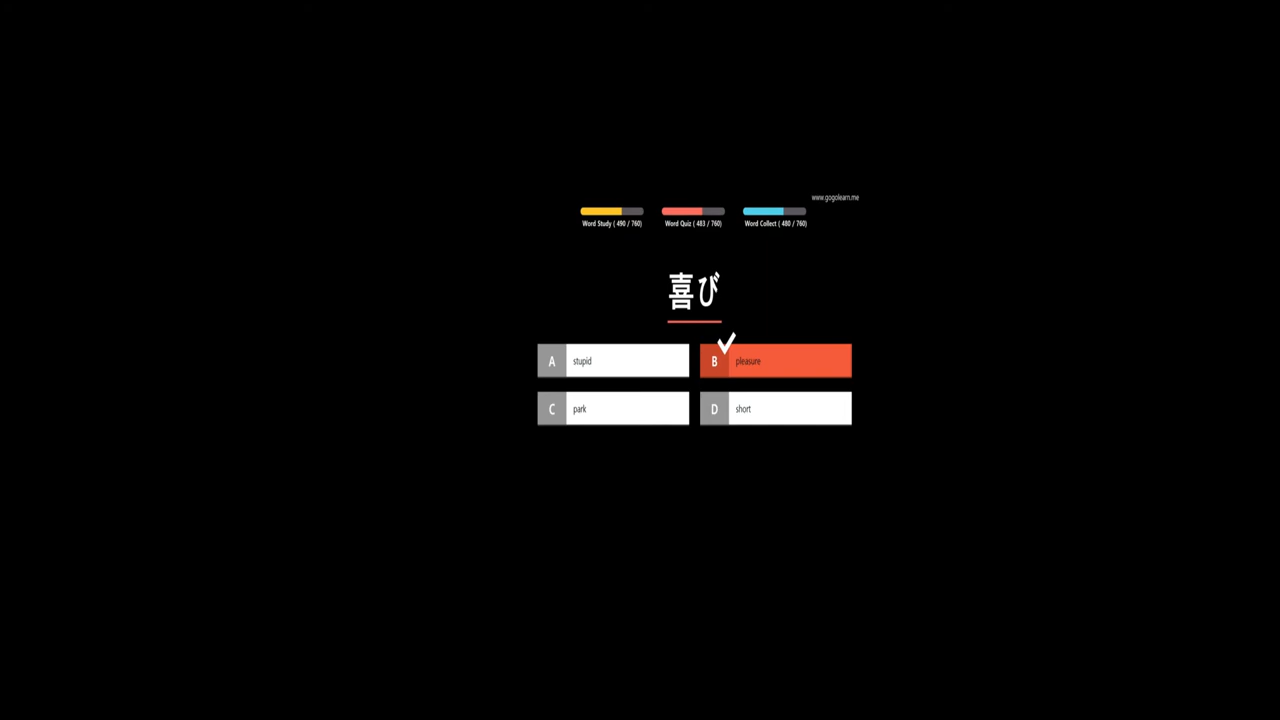 www.gogolearn.me
Word Study ( 490 / 760) Word Quiz ( 483 / 760) Word Collect ( 480 / 760)
喜び
A stupid B pleasure
C park D short